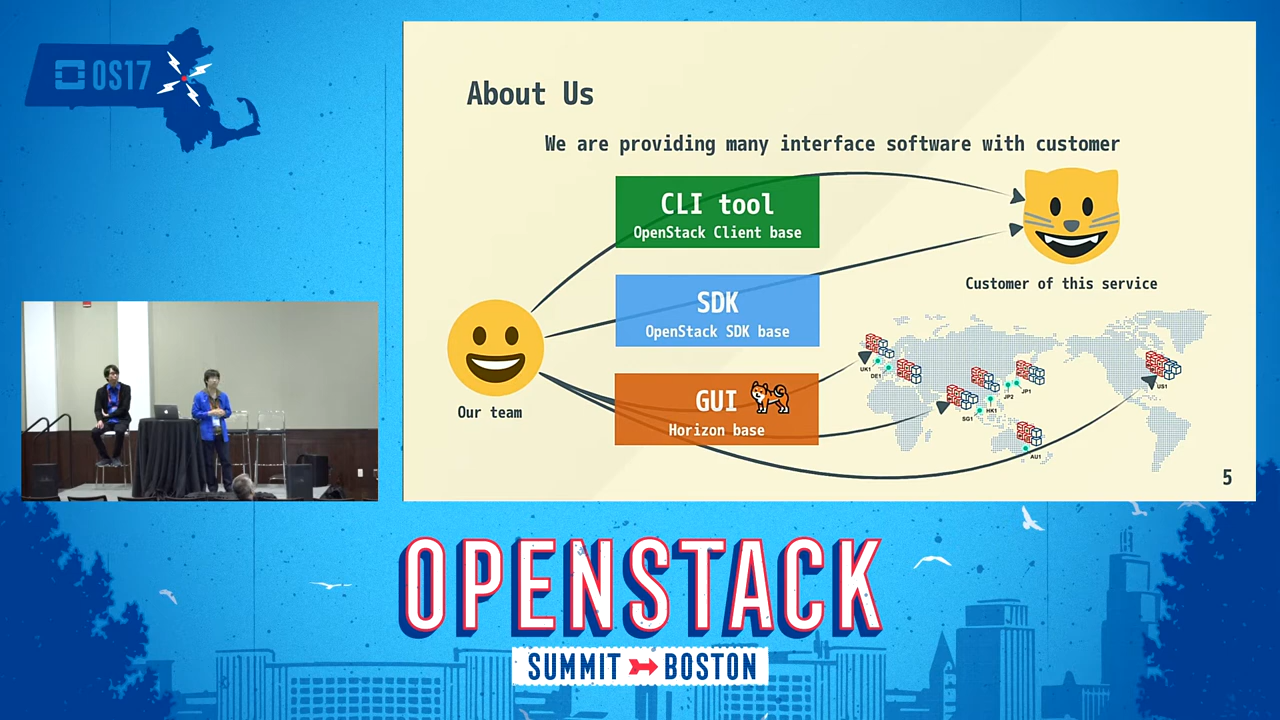 OS17
About Us
We are providing many interface software with customer
CLI tool
OpenStack Client base
SDK
OpenStack SDK base
GUI
Horizon base
Our team
Customer of this service
UK1
DE1
SG1
HK1
JP2
JP1
AU1
US1
5
OPENSTACK
SUMMIT BOSTON